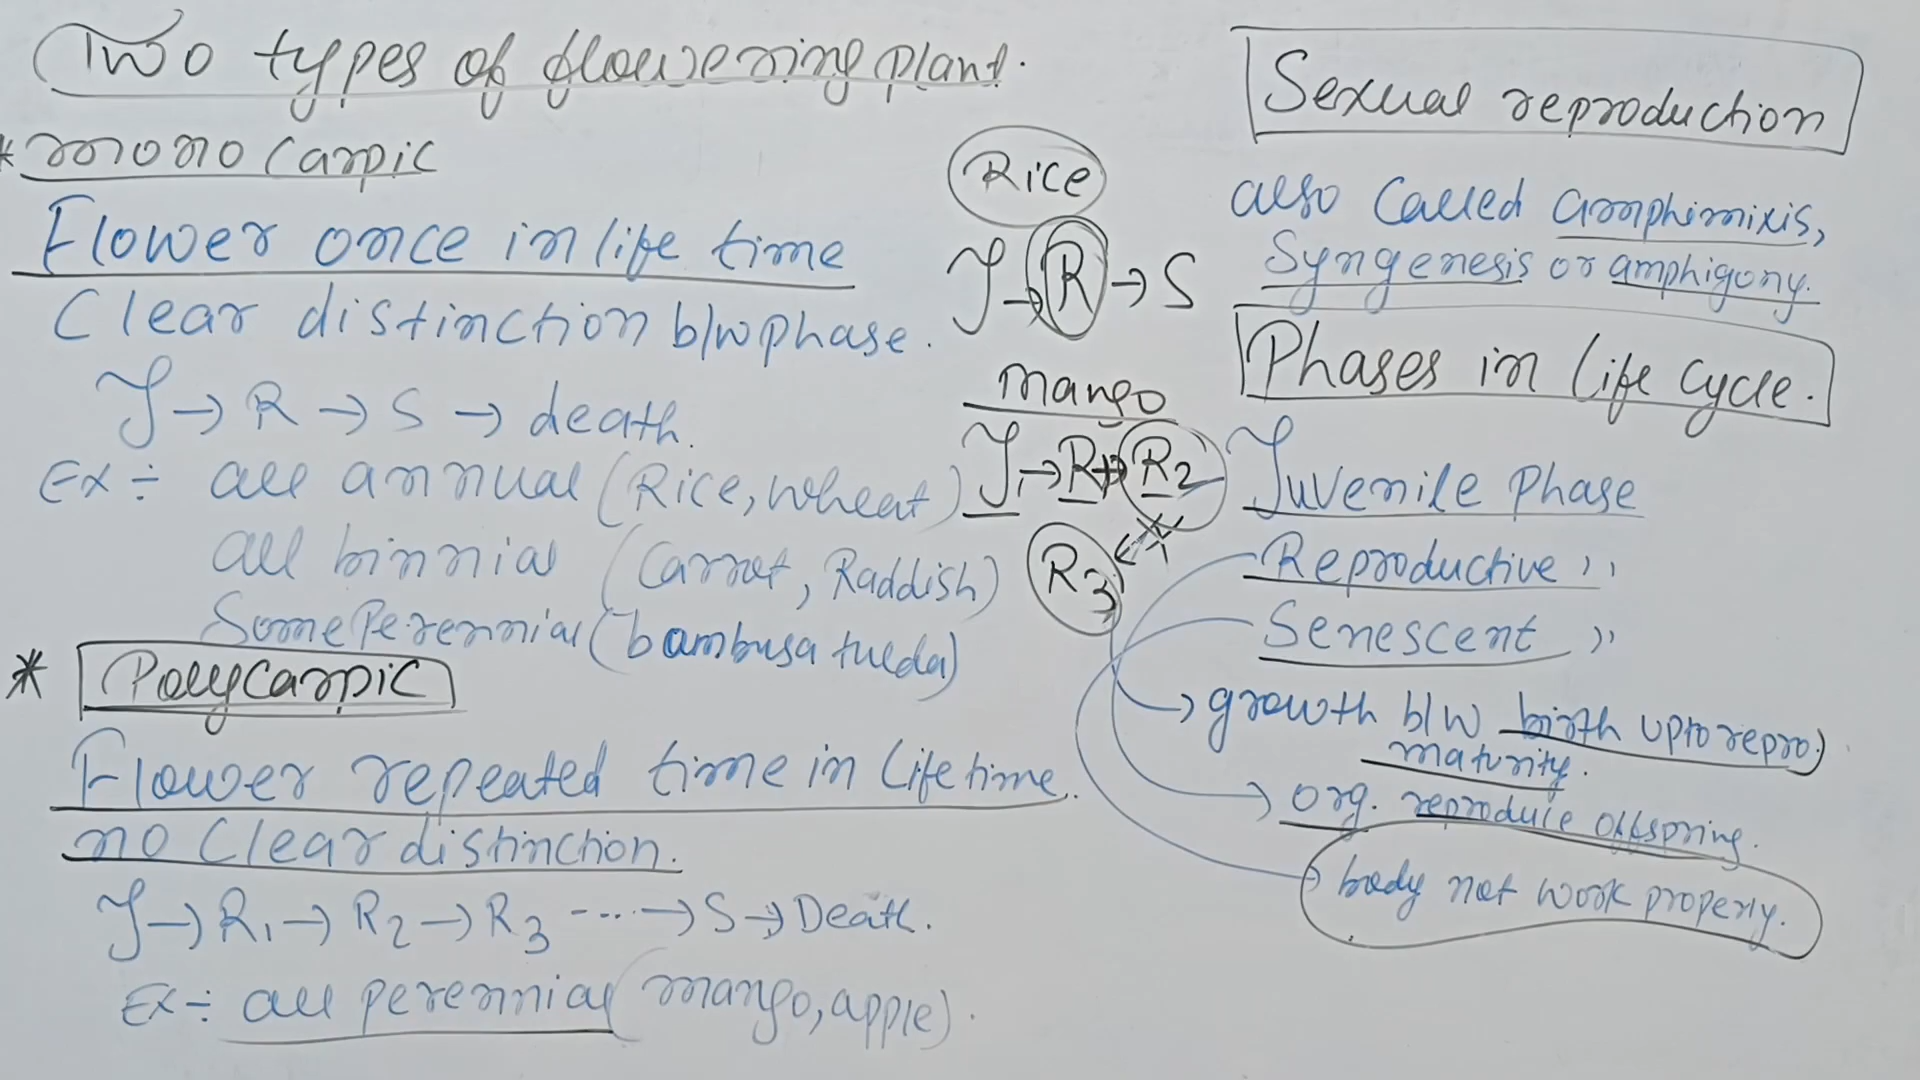 Two types of flowering plant.
* monocarpic
Flower once in life time
Clear distinction b/w phase.
J → R → S → death.
Ex ÷ all annual (Rice, wheat)
all binnial (Carrot, Raddish)
Some Perennial (bambusa tulda)
* Polycarpic
Flower repeated time in life time.
no Clear distinction.
J → R1 → R2 → R3 ----→ S → Death.
Ex ÷ all perennial (mango, apple).
Rice
J → R → S
mango
J → R1 → R2
R3
Sexual reproduction
also Called amphimixis,
Syngenesis or amphigony.
Phases in life Cycle.
Juvenile Phase
Reproductive ,,
Senescent ,,
→ growth b/w birth upto repro.)
maturity.
→ org. reproduce offspring.
→ body not work properly.